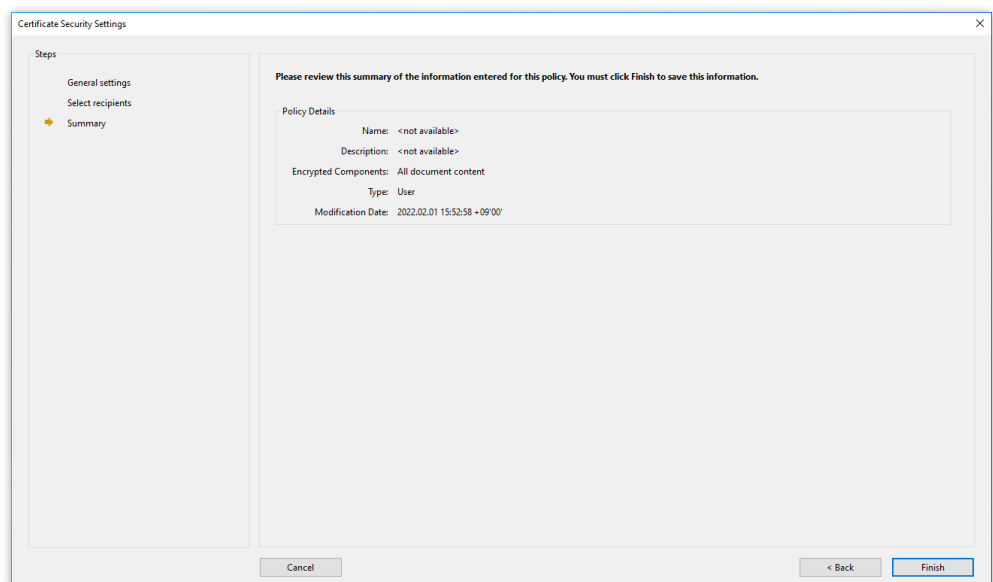 Certificate Security Settings
Steps
General settings
Select recipients
Summary
Please review this summary of the information entered for this policy. You must click Finish to save this information.
Policy Details
Name: <not available>
Description: <not available>
Encrypted Components: All document content
Type: User
Modification Date: 2022.02.01 15:52:58 +09'00'
Cancel
< Back
Finish